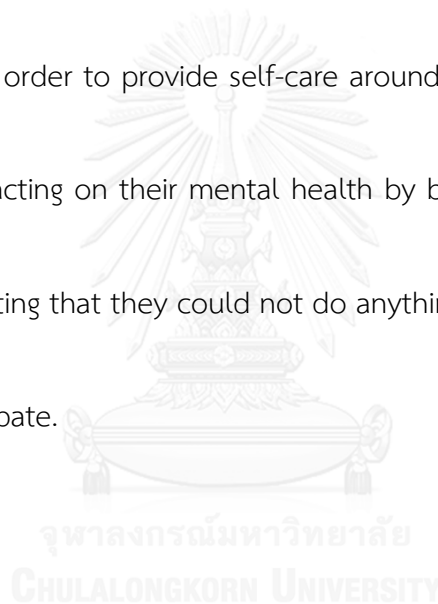 order to provide self-care around
acting on their mental health by b
ting that they could not do anythin
pate.
จุฬาลงกรณ์มหาวิทยาลัย
CHULALONGKORN UNIVERSITY